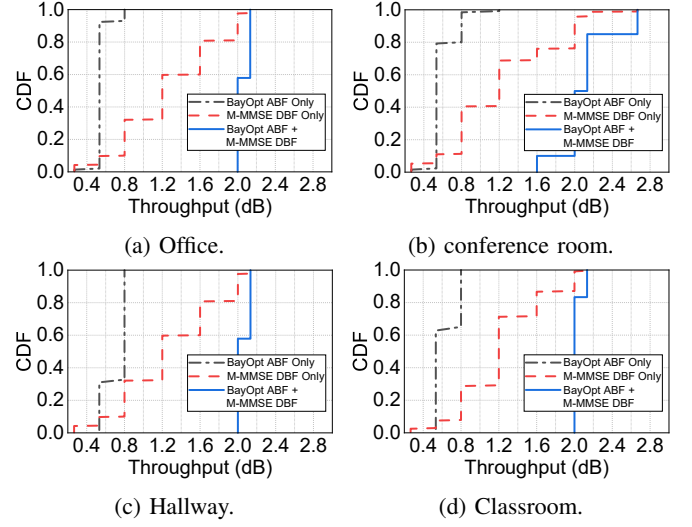 CDF
1.0
0.8
0.6
0.4
0.2
0.0
BayOpt ABF Only
M-MMSE DBF Only
BayOpt ABF +
M-MMSE DBF
0.4 0.8 1.2 1.6 2.0 2.4 2.8
Throughput (dB)
(a) Office.
CDF
1.0
0.8
0.6
0.4
0.2
0.0
BayOpt ABF Only
M-MMSE DBF Only
BayOpt ABF +
M-MMSE DBF
0.4 0.8 1.2 1.6 2.0 2.4 2.8
Throughput (dB)
(b) conference room.
CDF
1.0
0.8
0.6
0.4
0.2
0.0
BayOpt ABF Only
M-MMSE DBF Only
BayOpt ABF +
M-MMSE DBF
0.4 0.8 1.2 1.6 2.0 2.4 2.8
Throughput (dB)
(c) Hallway.
CDF
1.0
0.8
0.6
0.4
0.2
0.0
BayOpt ABF Only
M-MMSE DBF Only
BayOpt ABF +
M-MMSE DBF
0.4 0.8 1.2 1.6 2.0 2.4 2.8
Throughput (dB)
(d) Classroom.